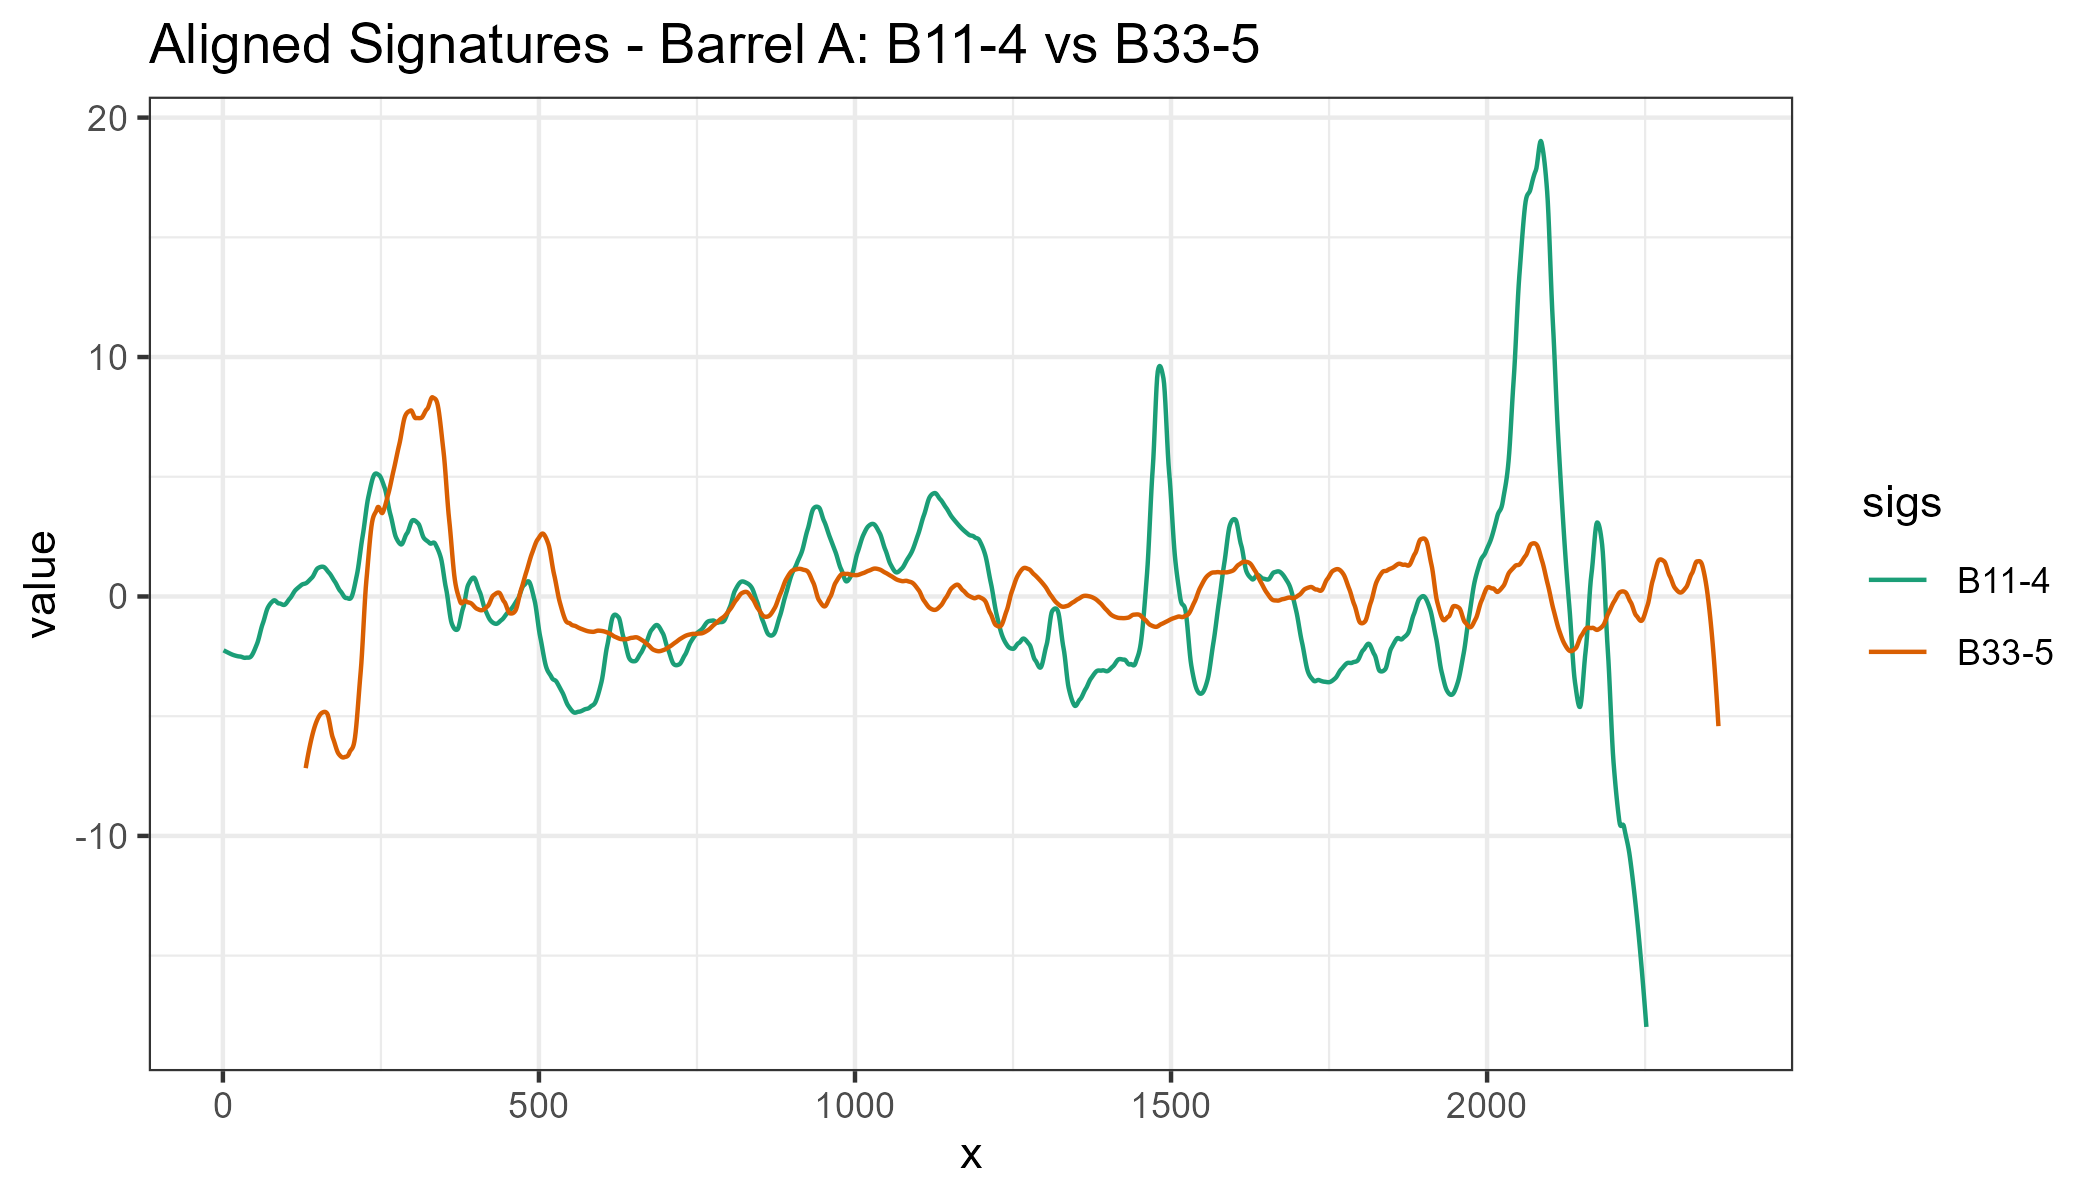 Aligned Signatures - Barrel A: B11-4 vs B33-5
20
10
0
-10
value
0 500 1000 1500 2000
x
sigs
B11-4
B33-5